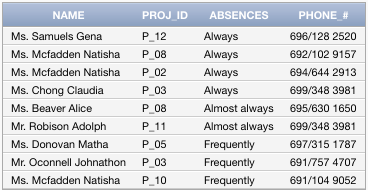 NAME PROJ_ID ABSENCES PHONE_#
Ms. Samuels Gena P_12 Always 696/128 2520
Ms. Mcfadden Natisha P_08 Always 692/102 9157
Ms. Mcfadden Natisha P_02 Always 694/644 2913
Ms. Chong Claudia P_03 Always 699/348 3981
Ms. Beaver Alice P_08 Almost always 695/630 1650
Mr. Robison Adolph P_11 Almost always 699/348 3981
Ms. Donovan Matha P_05 Frequently 697/315 1787
Mr. Oconnell Johnathon P_03 Frequently 691/757 4707
Ms. Mcfadden Natisha P_10 Frequently 691/104 9052